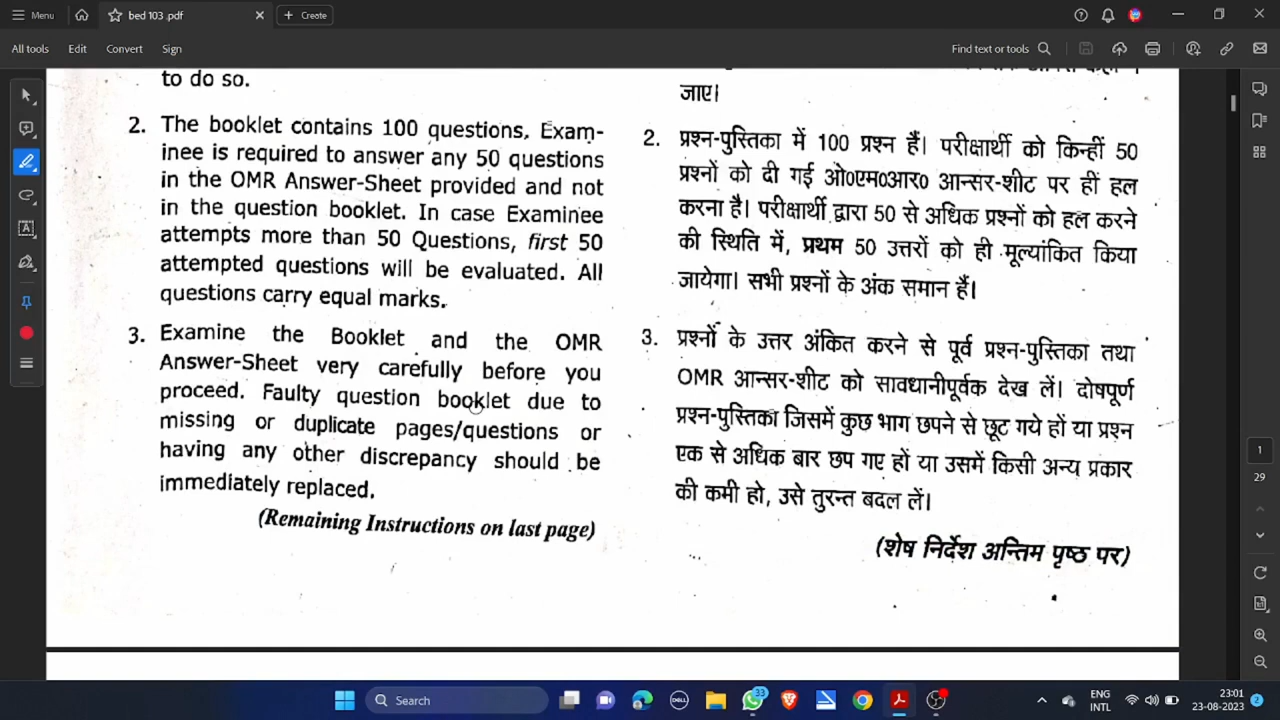 Menu
bed 103 .pdf
Create
All tools
Edit
Convert
Sign
Find text or tools
to do so.
2. The booklet contains 100 questions. Exam-
inee is required to answer any 50 questions
in the OMR Answer-Sheet provided and not
in the question booklet. In case Examinee
attempts more than 50 Questions, first 50
attempted questions will be evaluated. All
questions carry equal marks.
3. Examine the Booklet and the OMR
Answer-Sheet very carefully before you
proceed. Faulty question booklet due to
missing or duplicate pages/questions or
having any other discrepancy should be
immediately replaced.
(Remaining Instructions on last page)
जाए।
2. प्रश्न-पुस्तिका में 100 प्रश्न हैं। परीक्षार्थी को किन्हीं 50
प्रश्नों को दी गई ओ0एम0आर0 आन्सर-शीट पर ही हल
करना है। परीक्षार्थी द्वारा 50 से अधिक प्रश्नों को हल करने
की स्थिति में, प्रथम 50 उत्तरों को ही मूल्यांकित किया
जायेगा। सभी प्रश्नों के अंक समान हैं।
3. प्रश्नों के उत्तर अंकित करने से पूर्व प्रश्न-पुस्तिका तथा
OMR आन्सर-शीट को सावधानीपूर्वक देख लें। दोषपूर्ण
प्रश्न-पुस्तिका जिसमें कुछ भाग छपने से छूट गये हों या प्रश्न
एक से अधिक बार छप गए हों या उसमें किसी अन्य प्रकार
की कमी हो, उसे तुरन्त बदल लें।
(शेष निर्देश अन्तिम पृष्ठ पर)
1
29
Search
DELL
33
ENG
INTL
23:01
23-08-2023
2